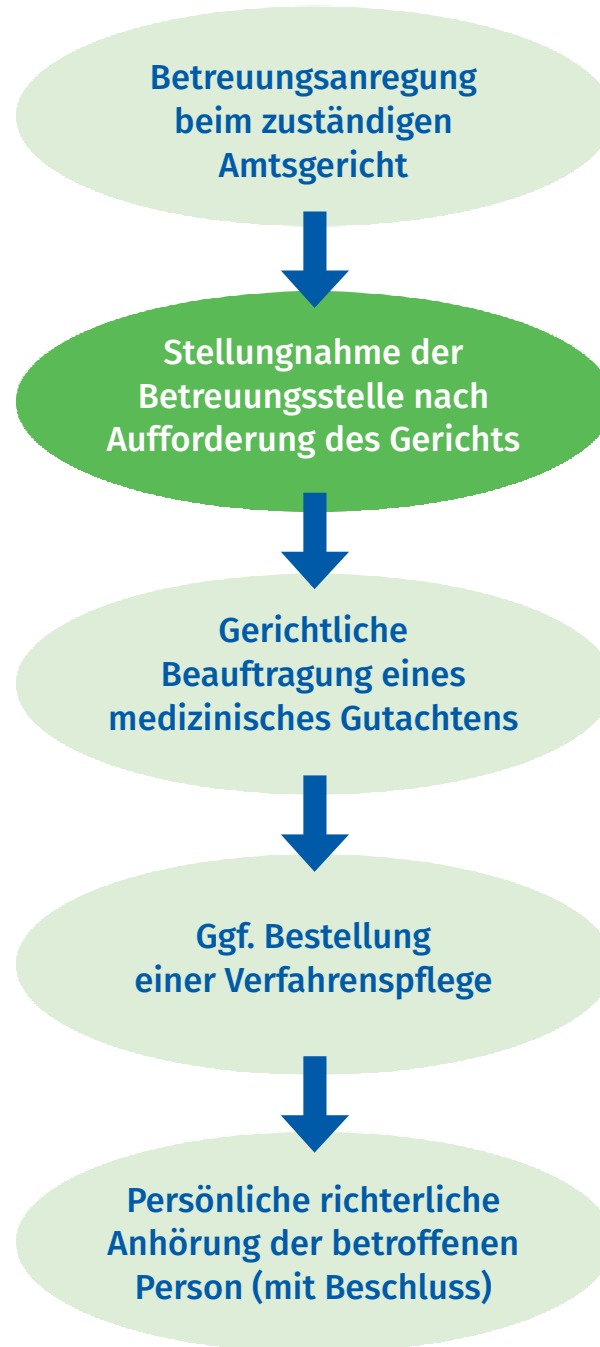 Betreuungsanregung
beim zuständigen
Amtsgericht
Stellungnahme der
Betreuungsstelle nach
Aufforderung des Gerichts
Gerichtliche
Beauftragung eines
medizinisches Gutachtens
Ggf. Bestellung
einer Verfahrenspflege
Persönliche richterliche
Anhörung der betroffenen
Person (mit Beschluss)